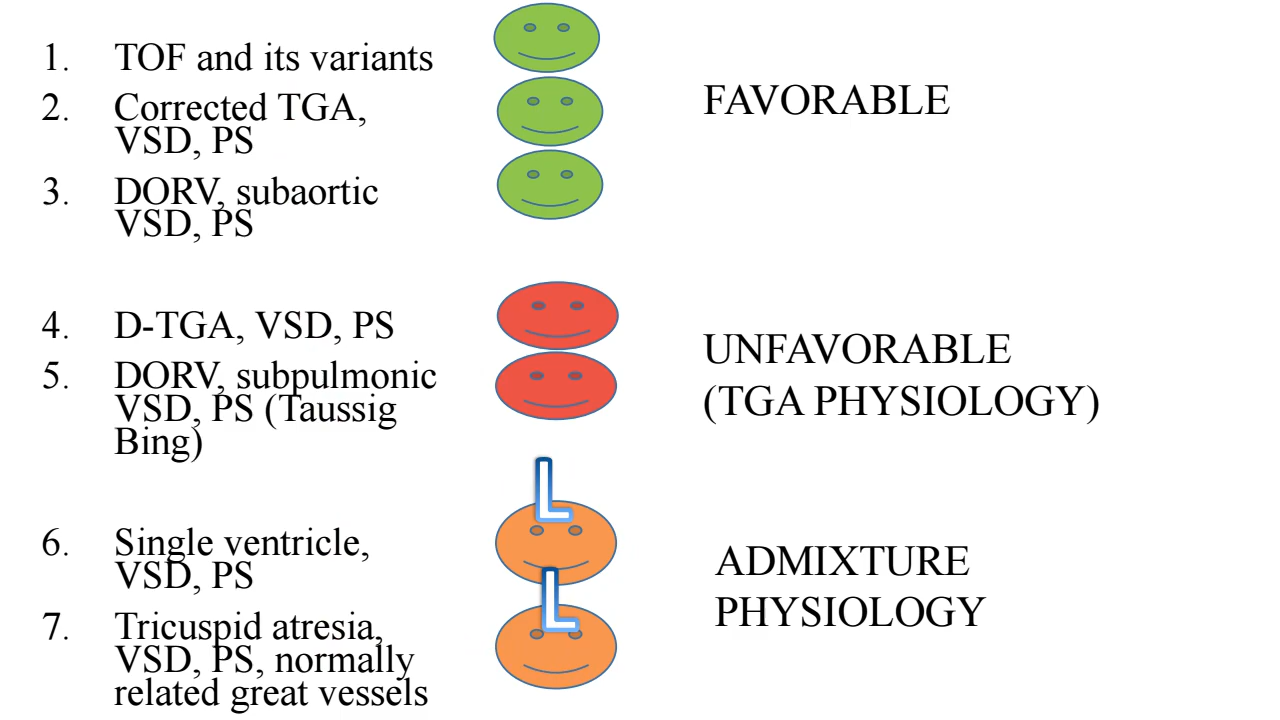 1. TOF and its variants
2. Corrected TGA,
VSD, PS
3. DORV, subaortic
VSD, PS
FAVORABLE
4. D-TGA, VSD, PS
5. DORV, subpulmonic
VSD, PS (Taussig
Bing)
UNFAVORABLE
(TGA PHYSIOLOGY)
L
6. Single ventricle,
VSD, PS
L
7. Tricuspid atresia,
VSD, PS, normally
related great vessels
ADMIXTURE
PHYSIOLOGY